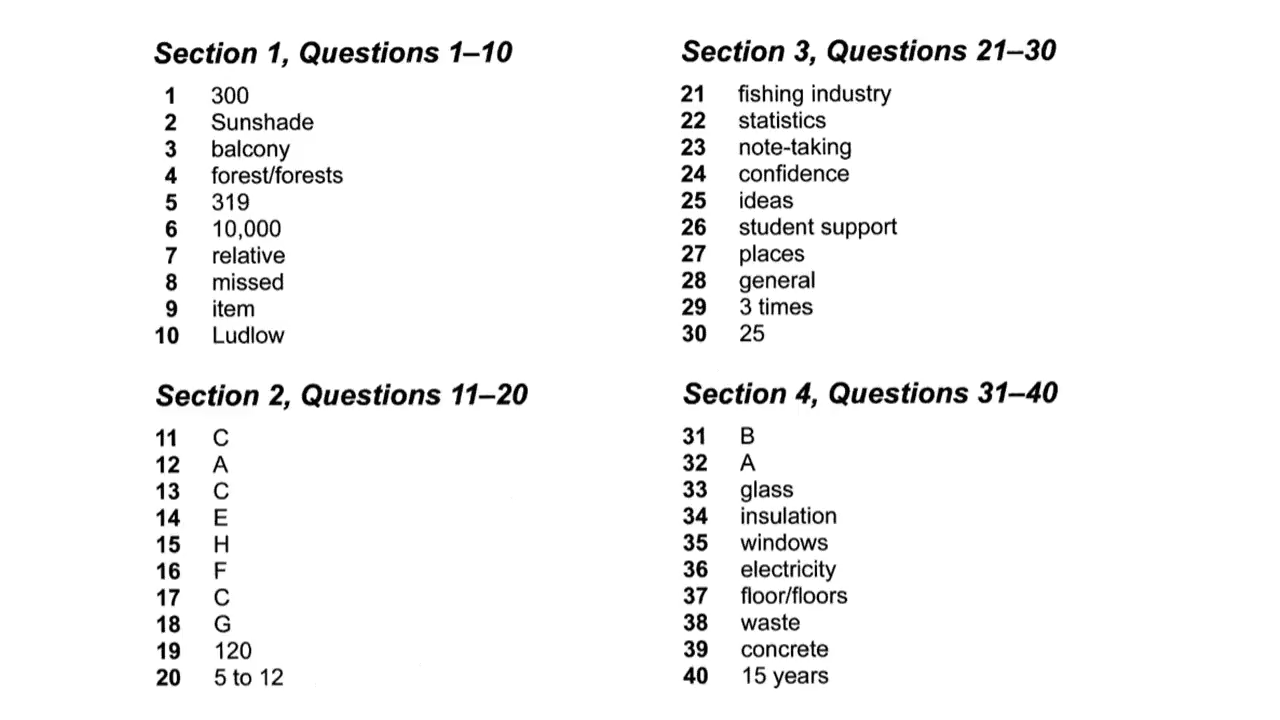 Section 1, Questions 1–10
1 300
2 Sunshade
3 balcony
4 forest/forests
5 319
6 10,000
7 relative
8 missed
9 item
10 Ludlow
Section 2, Questions 11–20
11 C
12 A
13 C
14 E
15 H
16 F
17 C
18 G
19 120
20 5 to 12
Section 3, Questions 21–30
21 fishing industry
22 statistics
23 note-taking
24 confidence
25 ideas
26 student support
27 places
28 general
29 3 times
30 25
Section 4, Questions 31–40
31 B
32 A
33 glass
34 insulation
35 windows
36 electricity
37 floor/floors
38 waste
39 concrete
40 15 years